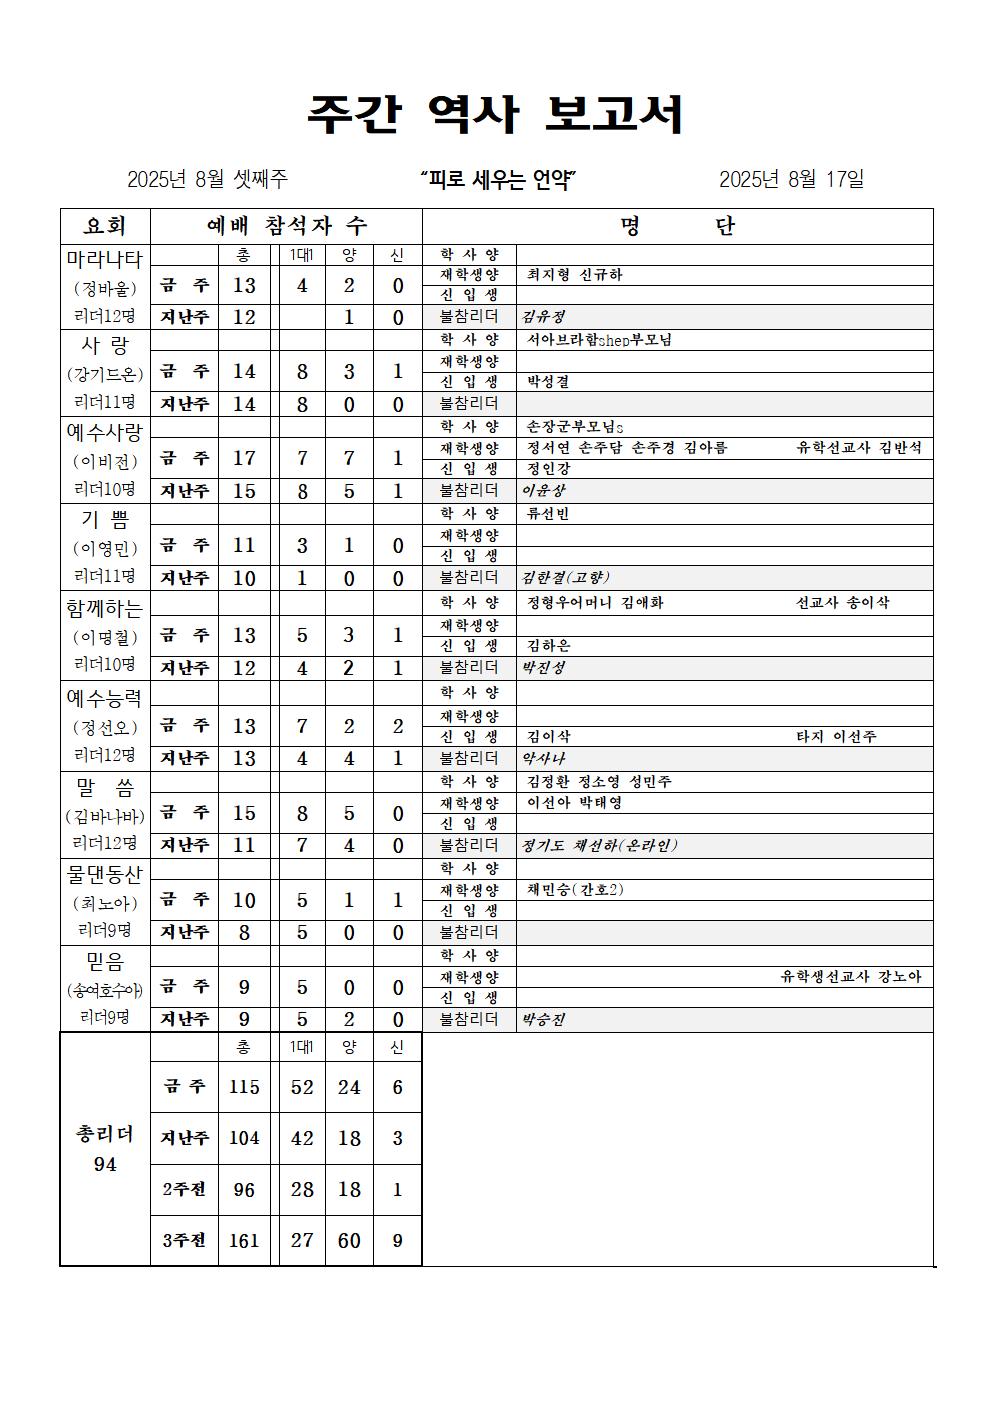 주간 역사 보고서
2025년 8월 셋째주 “피로 세우는 언약” 2025년 8월 17일
요회 예배 참석자 수 명 단
마라나타 총 1대1 양 신 학 사 양
(정바울) 금 주 13 4 2 0 재학생양 최지형 신규하
신 입 생
리더12명 지난주 12 1 0 불참리더 김유정
사 랑 학 사 양 서아브라함shep부모님
(강기드온) 금 주 14 8 3 1 재학생양
신 입 생 박성결
리더11명 지난주 14 8 0 0 불참리더
예수사랑 학 사 양 손장군부모님s
(이비전) 금 주 17 7 7 1 재학생양 정서연 손주담 손주경 김아름 유학선교사 김반석
신 입 생 정인강
리더10명 지난주 15 8 5 1 불참리더 이윤상
기 쁨 학 사 양 류선빈
(이영민) 금 주 11 3 1 0 재학생양
신 입 생
리더11명 지난주 10 1 0 0 불참리더 김한결(고향)
함께하는 학 사 양 정형우어머니 김애화 선교사 송이삭
(이명철) 금 주 13 5 3 1 재학생양
신 입 생 김하은
리더10명 지난주 12 4 2 1 불참리더 박진성
예수능력 학 사 양
(정선오) 금 주 13 7 2 2 재학생양
신 입 생 김이삭 타지 이선주
리더12명 지난주 13 4 4 1 불참리더 악사나
말 씀 학 사 양 김정환 정소영 성민주
(김바나바) 금 주 15 8 5 0 재학생양 이선아 박태영
신 입 생
리더12명 지난주 11 7 4 0 불참리더 정기도 채선하(온라인)
물댄동산 학 사 양
(최노아) 금 주 10 5 1 1 재학생양 채민승(간호2)
신 입 생
리더9명 지난주 8 5 0 0 불참리더
믿음 학 사 양
(송여호수아) 금 주 9 5 0 0 재학생양 유학생선교사 강노아
신 입 생
리더9명 지난주 9 5 2 0 불참리더 박승진
총 1대1 양 신
금 주 115 52 24 6
총리더 지난주 104 42 18 3
94 2주전 96 28 18 1
3주전 161 27 60 9